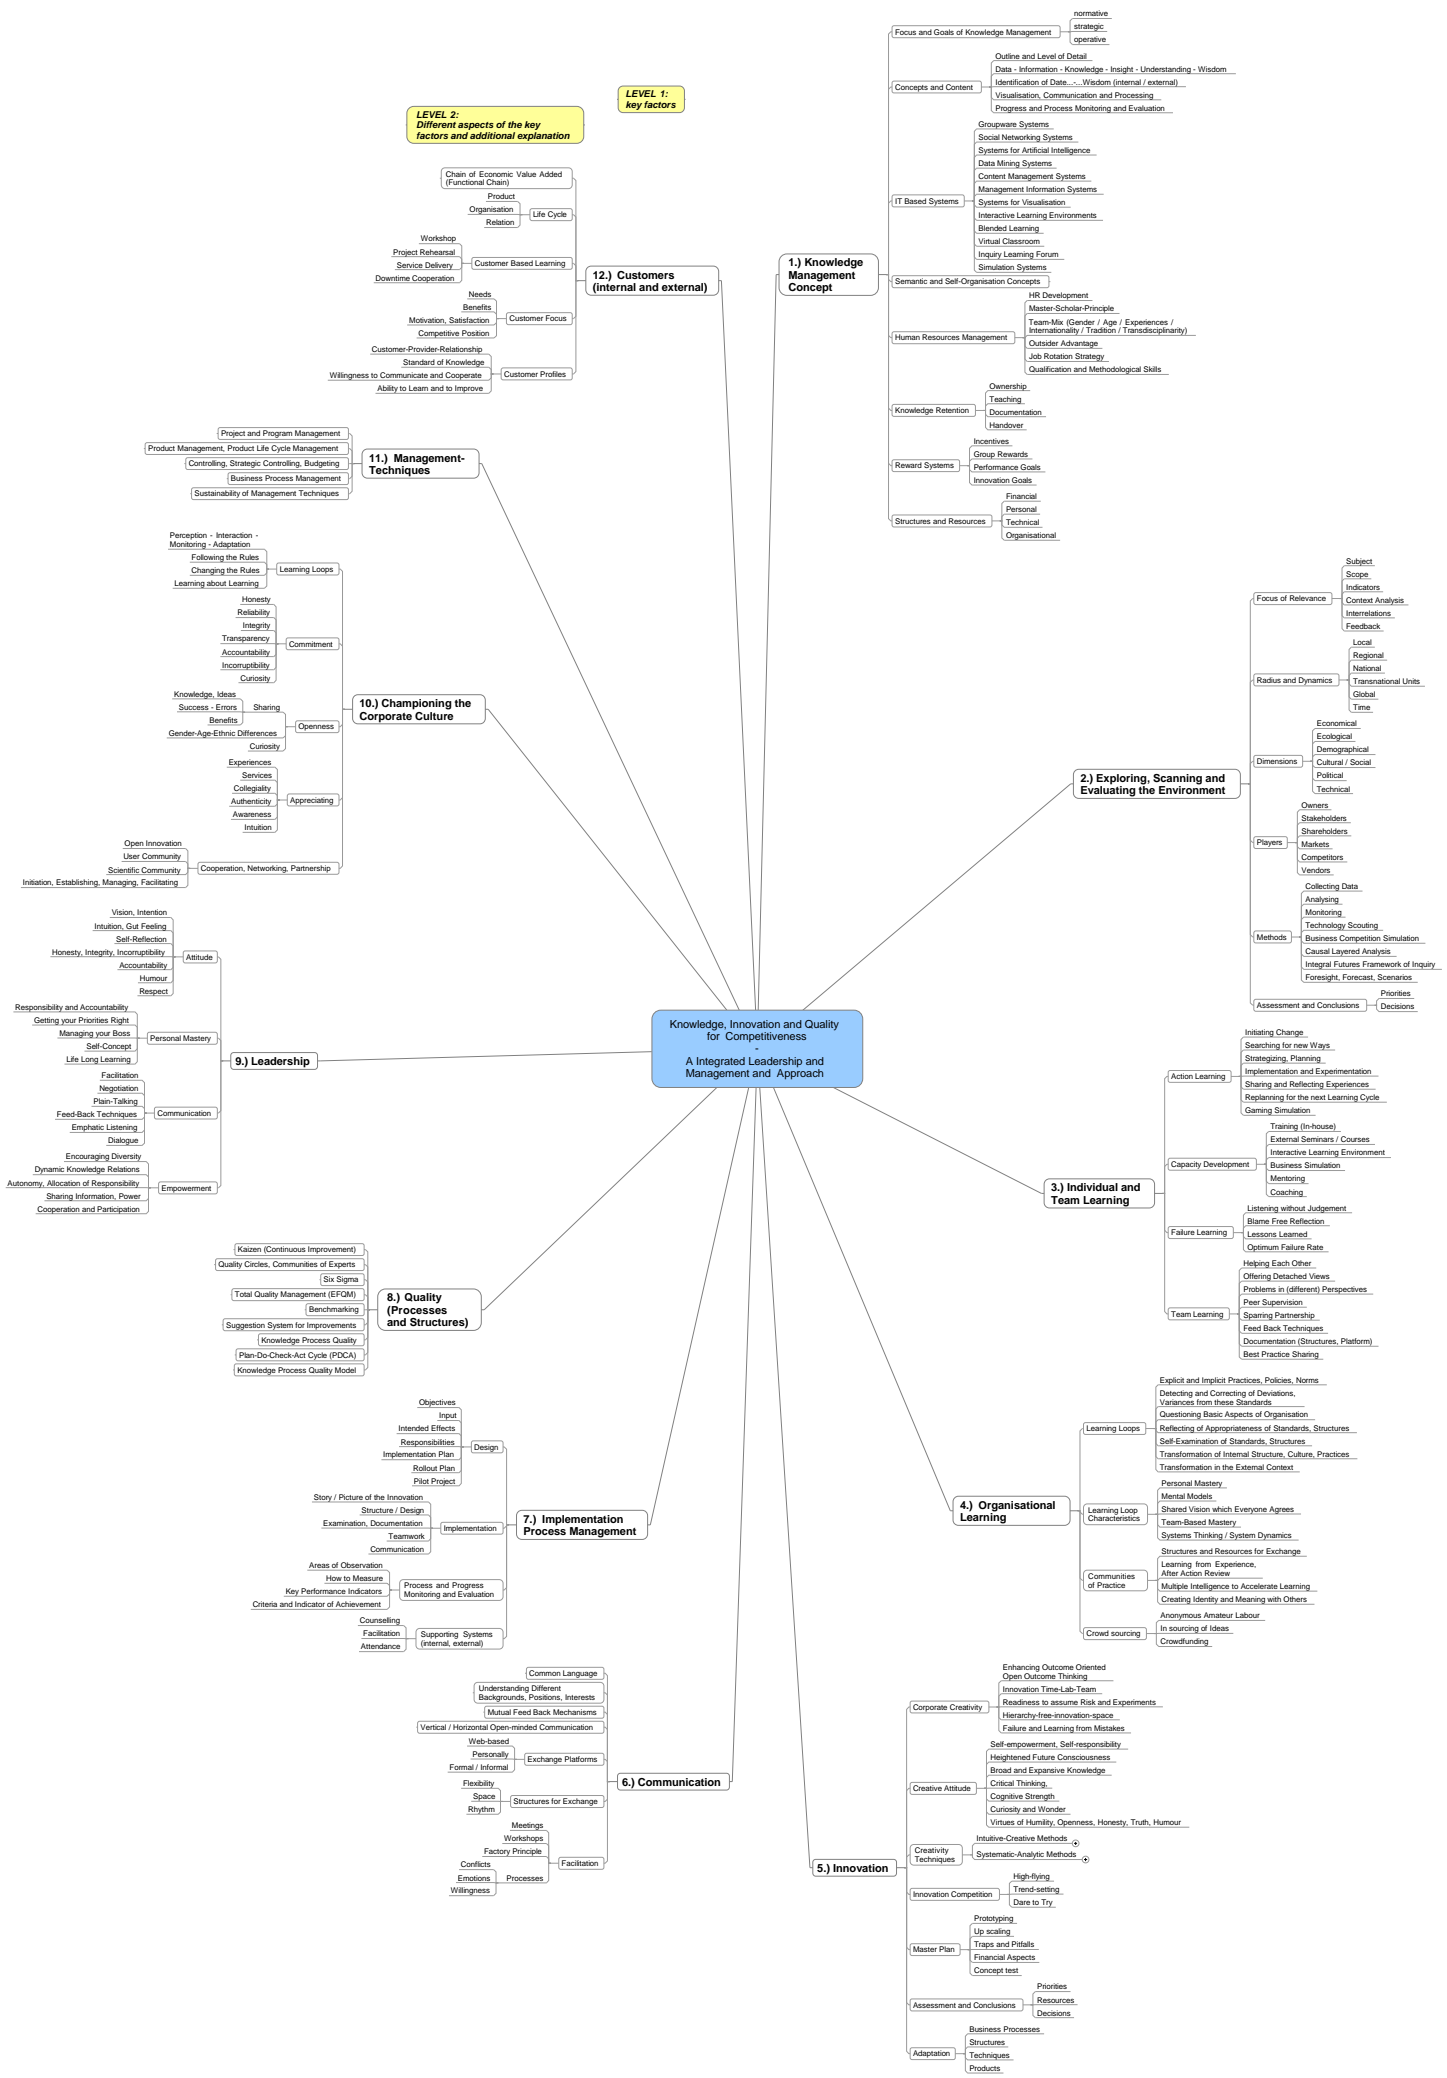 LEVEL 1:
key factors
LEVEL 2:
Different aspects of the key
factors and additional explanation
Knowledge, Innovation and Quality
for Competitiveness
-
A Integrated Leadership and
Management and Approach
1.) Knowledge
Management
Concept
Focus and Goals of Knowledge Management
normative
strategic
operative
Concepts and Content
Outline and Level of Detail
Data - Information - Knowledge - Insight - Understanding - Wisdom
Identification of Date...-...Wisdom (internal / external)
Visualisation, Communication and Processing
Progress and Process Monitoring and Evaluation
IT Based Systems
Groupware Systems
Social Networking Systems
Systems for Artificial Intelligence
Data Mining Systems
Content Management Systems
Management Information Systems
Systems for Visualisation
Interactive Learning Environments
Blended Learning
Virtual Classroom
Inquiry Learning Forum
Simulation Systems
Semantic and Self-Organisation Concepts
Human Resources Management
HR Development
Master-Scholar-Principle
Team-Mix (Gender / Age / Experiences /
Internationality / Tradition / Transdisciplinarity)
Outsider Advantage
Job Rotation Strategy
Qualification and Methodological Skills
Knowledge Retention
Ownership
Teaching
Documentation
Handover
Reward Systems
Incentives
Group Rewards
Performance Goals
Innovation Goals
Structures and Resources
Financial
Personal
Technical
Organisational
2.) Exploring, Scanning and
Evaluating the Environment
Focus of Relevance
Subject
Scope
Indicators
Context Analysis
Interrelations
Feedback
Radius and Dynamics
Local
Regional
National
Transnational Units
Global
Time
Dimensions
Economical
Ecological
Demographical
Cultural / Social
Political
Technical
Players
Owners
Stakeholders
Shareholders
Markets
Competitors
Vendors
Methods
Collecting Data
Analysing
Monitoring
Technology Scouting
Business Competition Simulation
Causal Layered Analysis
Integral Futures Framework of Inquiry
Foresight, Forecast, Scenarios
Assessment and Conclusions
Priorities
Decisions
3.) Individual and
Team Learning
Action Learning
Initiating Change
Searching for new Ways
Strategizing, Planning
Implementation and Experimentation
Sharing and Reflecting Experiences
Replanning for the next Learning Cycle
Gaming Simulation
Capacity Development
Training (In-house)
External Seminars / Courses
Interactive Learning Environment
Business Simulation
Mentoring
Coaching
Failure Learning
Listening without Judgement
Blame Free Reflection
Lessons Learned
Optimum Failure Rate
Team Learning
Helping Each Other
Offering Detached Views
Problems in (different) Perspectives
Peer Supervision
Sparring Partnership
Feed Back Techniques
Documentation (Structures, Platform)
Best Practice Sharing
4.) Organisational
Learning
Learning Loops
Explicit and Implicit Practices, Policies, Norms
Detecting and Correcting of Deviations,
Variances from these Standards
Questioning Basic Aspects of Organisation
Reflecting of Appropriateness of Standards, Structures
Self-Examination of Standards, Structures
Transformation of Internal Structure, Culture, Practices
Transformation in the External Context
Learning Loop
Characteristics
Personal Mastery
Mental Models
Shared Vision which Everyone Agrees
Team-Based Mastery
Systems Thinking / System Dynamics
Communities
of Practice
Structures and Resources for Exchange
Learning from Experience,
After Action Review
Multiple Intelligence to Accelerate Learning
Creating Identity and Meaning with Others
Crowd sourcing
Anonymous Amateur Labour
In sourcing of Ideas
Crowdfunding
5.) Innovation
Corporate Creativity
Enhancing Outcome Oriented
Open Outcome Thinking
Innovation Time-Lab-Team
Readiness to assume Risk and Experiments
Hierarchy-free-innovation-space
Failure and Learning from Mistakes
Creative Attitude
Self-empowerment, Self-responsibility
Heightened Future Consciousness
Broad and Expansive Knowledge
Critical Thinking,
Cognitive Strength
Curiosity and Wonder
Virtues of Humility, Openness, Honesty, Truth, Humour
Creativity
Techniques
Intuitive-Creative Methods
Systematic-Analytic Methods
Innovation Competition
High-flying
Trend-setting
Dare to Try
Master Plan
Prototyping
Up scaling
Traps and Pitfalls
Financial Aspects
Concept test
Assessment and Conclusions
Priorities
Resources
Decisions
Adaptation
Business Processes
Structures
Techniques
Products
6.) Communication
Common Language
Understanding Different
Backgrounds, Positions, Interests
Mutual Feed Back Mechanisms
Vertical / Horizontal Open-minded Communication
Exchange Platforms
Web-based
Personally
Formal / Informal
Structures for Exchange
Flexibility
Space
Rhythm
Facilitation
Meetings
Workshops
Factory Principle
Processes
Conflicts
Emotions
Willingness
7.) Implementation
Process Management
Design
Objectives
Input
Intended Effects
Responsibilities
Implementation Plan
Rollout Plan
Pilot Project
Implementation
Story / Picture of the Innovation
Structure / Design
Examination, Documentation
Teamwork
Communication
Process and Progress
Monitoring and Evaluation
Areas of Observation
How to Measure
Key Performance Indicators
Criteria and Indicator of Achievement
Supporting Systems
(internal, external)
Counselling
Facilitation
Attendance
8.) Quality
(Processes
and Structures)
Kaizen (Continuous Improvement)
Quality Circles, Communities of Experts
Six Sigma
Total Quality Management (EFQM)
Benchmarking
Suggestion System for Improvements
Knowledge Process Quality
Plan-Do-Check-Act Cycle (PDCA)
Knowledge Process Quality Model
9.) Leadership
Attitude
Vision, Intention
Intuition, Gut Feeling
Self-Reflection
Honesty, Integrity, Incorruptibility
Accountability
Humour
Respect
Personal Mastery
Responsibility and Accountability
Getting your Priorities Right
Managing your Boss
Self-Concept
Life Long Learning
Communication
Facilitation
Negotiation
Plain-Talking
Feed-Back Techniques
Emphatic Listening
Dialogue
Empowerment
Encouraging Diversity
Dynamic Knowledge Relations
Autonomy, Allocation of Responsibility
Sharing Information, Power
Cooperation and Participation
10.) Championing the
Corporate Culture
Learning Loops
Perception - Interaction -
Monitoring - Adaptation
Following the Rules
Changing the Rules
Learning about Learning
Commitment
Honesty
Reliability
Integrity
Transparency
Accountability
Incorruptibility
Curiosity
Openness
Sharing
Knowledge, Ideas
Success - Errors
Benefits
Gender-Age-Ethnic Differences
Curiosity
Appreciating
Experiences
Services
Collegiality
Authenticity
Awareness
Intuition
Cooperation, Networking, Partnership
Open Innovation
User Community
Scientific Community
Initiation, Establishing, Managing, Facilitating
11.) Management-
Techniques
Project and Program Management
Product Management, Product Life Cycle Management
Controlling, Strategic Controlling, Budgeting
Business Process Management
Sustainability of Management Techniques
12.) Customers
(internal and external)
Chain of Economic Value Added
(Functional Chain)
Life Cycle
Product
Organisation
Relation
Customer Based Learning
Workshop
Project Rehearsal
Service Delivery
Downtime Cooperation
Customer Focus
Needs
Benefits
Motivation, Satisfaction
Competitive Position
Customer Profiles
Customer-Provider-Relationship
Standard of Knowledge
Willingness to Communicate and Cooperate
Ability to Learn and to Improve